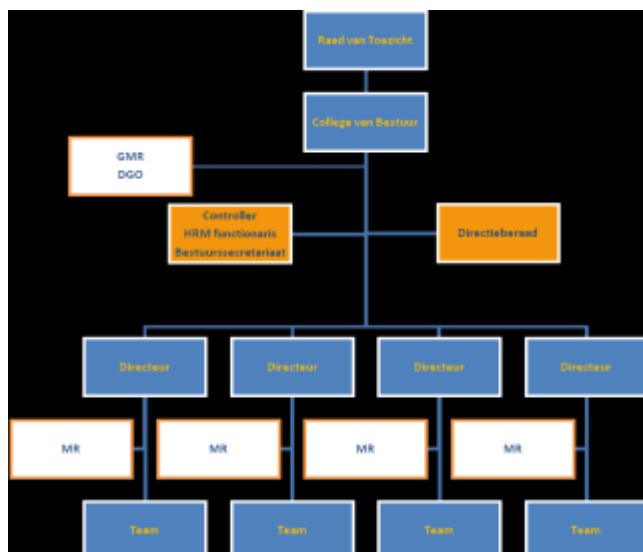 Raad van Toezicht
College van Bestuur
GMR
DGO
Controller
HRM functionaris
Bestuurssecretariaat
Directieberaad
Directeur
Directeur
Directeur
Directeur
MR
MR
MR
MR
Team
Team
Team
Team